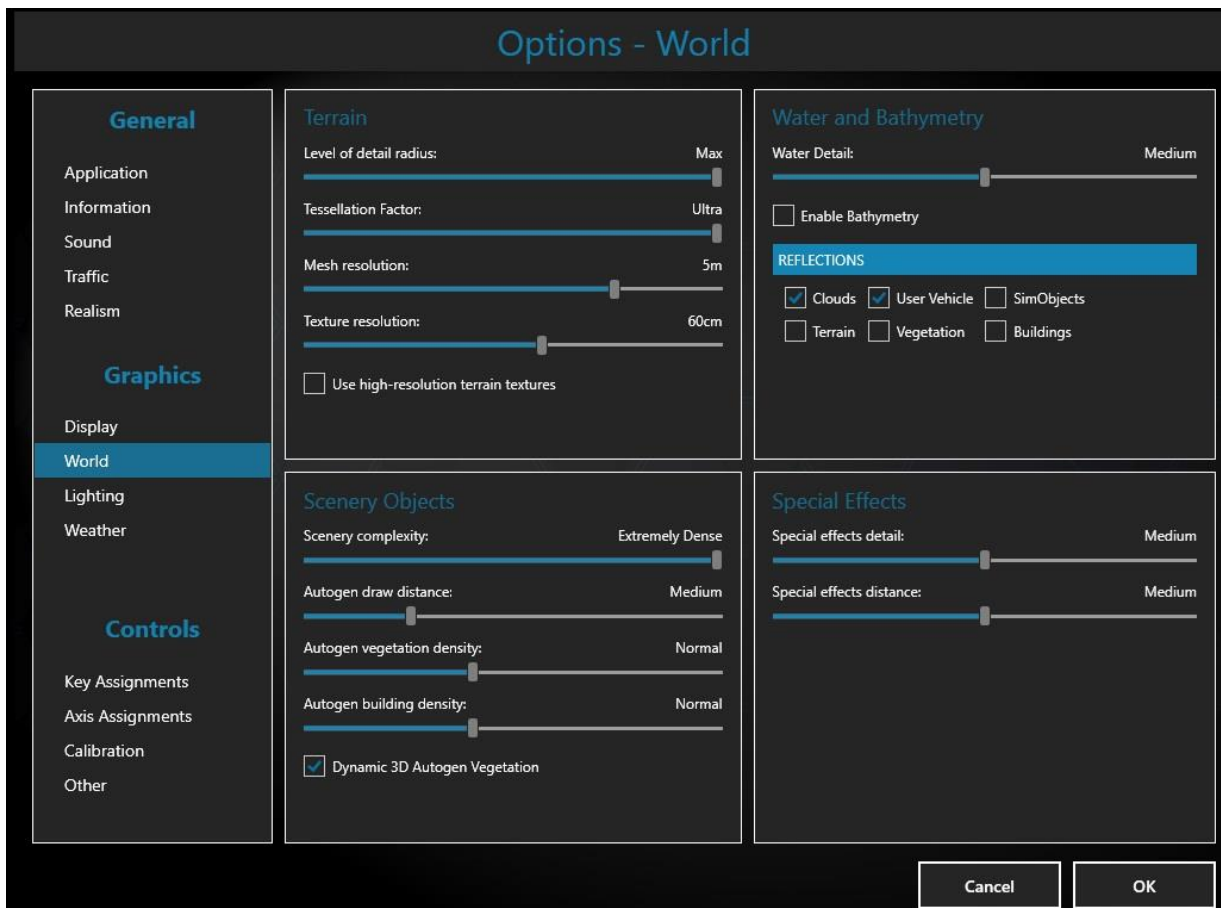 Options - World
General
Application
Information
Sound
Traffic
Realism
Graphics
Display
World
Lighting
Weather
Controls
Key Assignments
Axis Assignments
Calibration
Other
Terrain
Level of detail radius: Max
Tessellation Factor: Ultra
Mesh resolution: 5m
Texture resolution: 60cm
Use high-resolution terrain textures
Water and Bathymetry
Water Detail: Medium
Enable Bathymetry
REFLECTIONS
Clouds User Vehicle SimObjects
Terrain Vegetation Buildings
Scenery Objects
Scenery complexity: Extremely Dense
Autogen draw distance: Medium
Autogen vegetation density: Normal
Autogen building density: Normal
Dynamic 3D Autogen Vegetation
Special Effects
Special effects detail: Medium
Special effects distance: Medium
Cancel OK